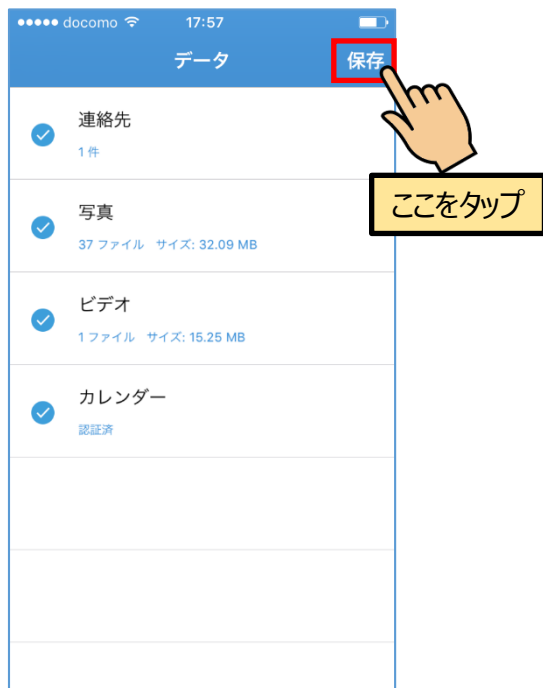 docomo 17:57
データ 保存
連絡先
1 件
ここをタップ
写真
37 ファイル サイズ: 32.09 MB
ビデオ
1 ファイル サイズ: 15.25 MB
カレンダー
認証済